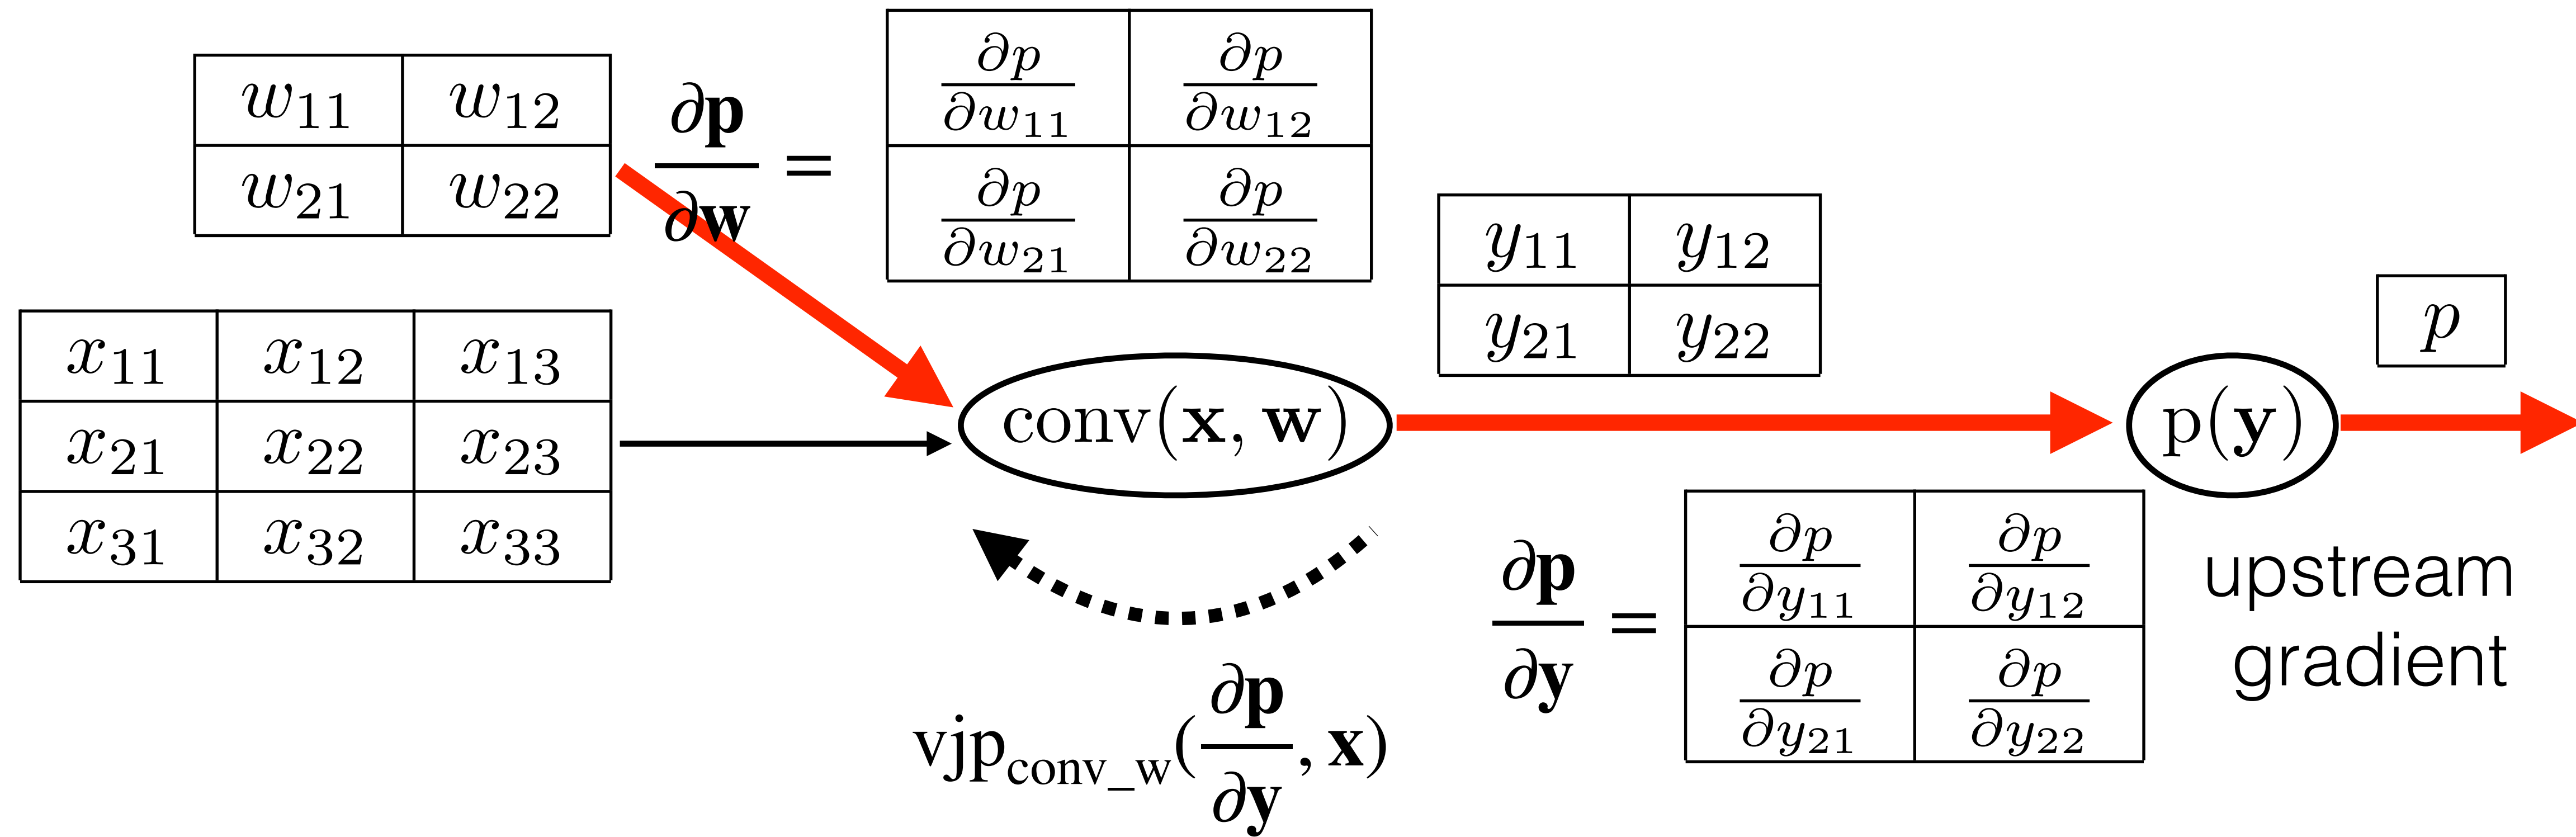 w₁₁ w₁₂
w₂₁ w₂₂
∂p/∂w =
∂p/∂w₁₁ ∂p/∂w₁₂
∂p/∂w₂₁ ∂p/∂w₂₂
x₁₁ x₁₂ x₁₃
x₂₁ x₂₂ x₂₃
x₃₁ x₃₂ x₃₃
conv(x, w)
y₁₁ y₁₂
y₂₁ y₂₂
p(y)
p
vjp_conv_w(∂p/∂y, x)
∂p/∂y =
∂p/∂y₁₁ ∂p/∂y₁₂
∂p/∂y₂₁ ∂p/∂y₂₂
upstream
gradient